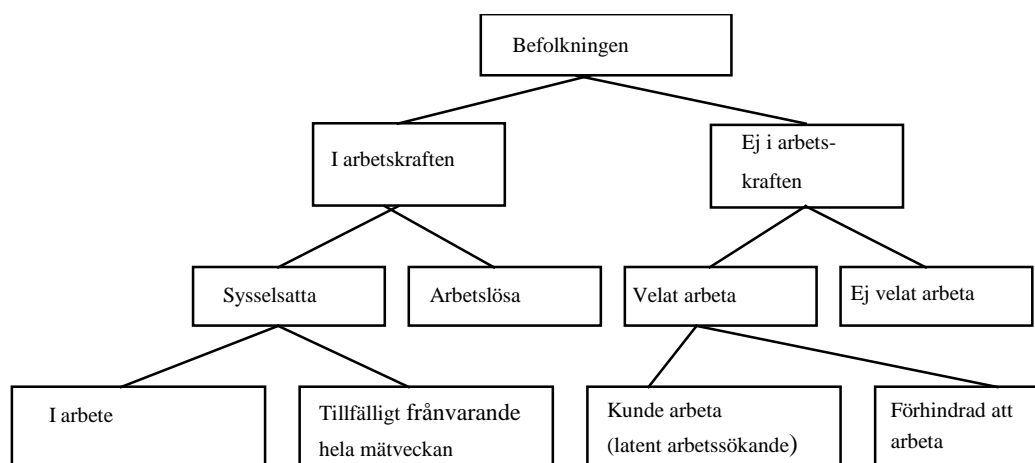 Befolkningen
I arbetskraften
Ej i arbets-
kraften
Sysselsatta
Arbetslösa
Velat arbeta
Ej velat arbeta
I arbete
Tillfälligt frånvarande
hela mätveckan
Kunde arbeta
(latent arbetssökande)
Förhindrad att
arbeta